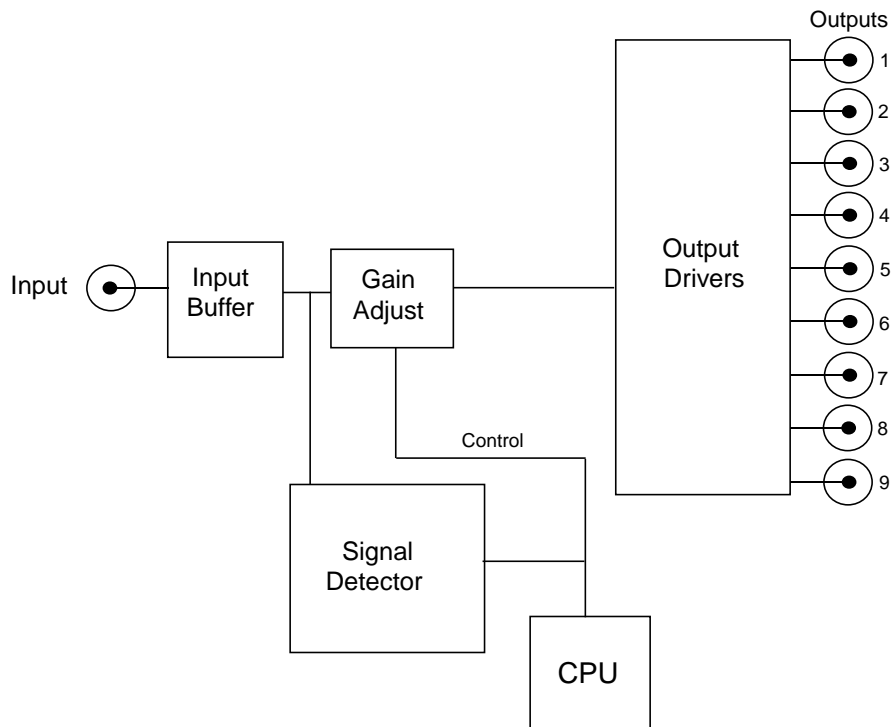 Outputs
1
2
3
4
5
6
7
8
9
Input
Input
Buffer
Gain
Adjust
Output
Drivers
Control
Signal
Detector
CPU